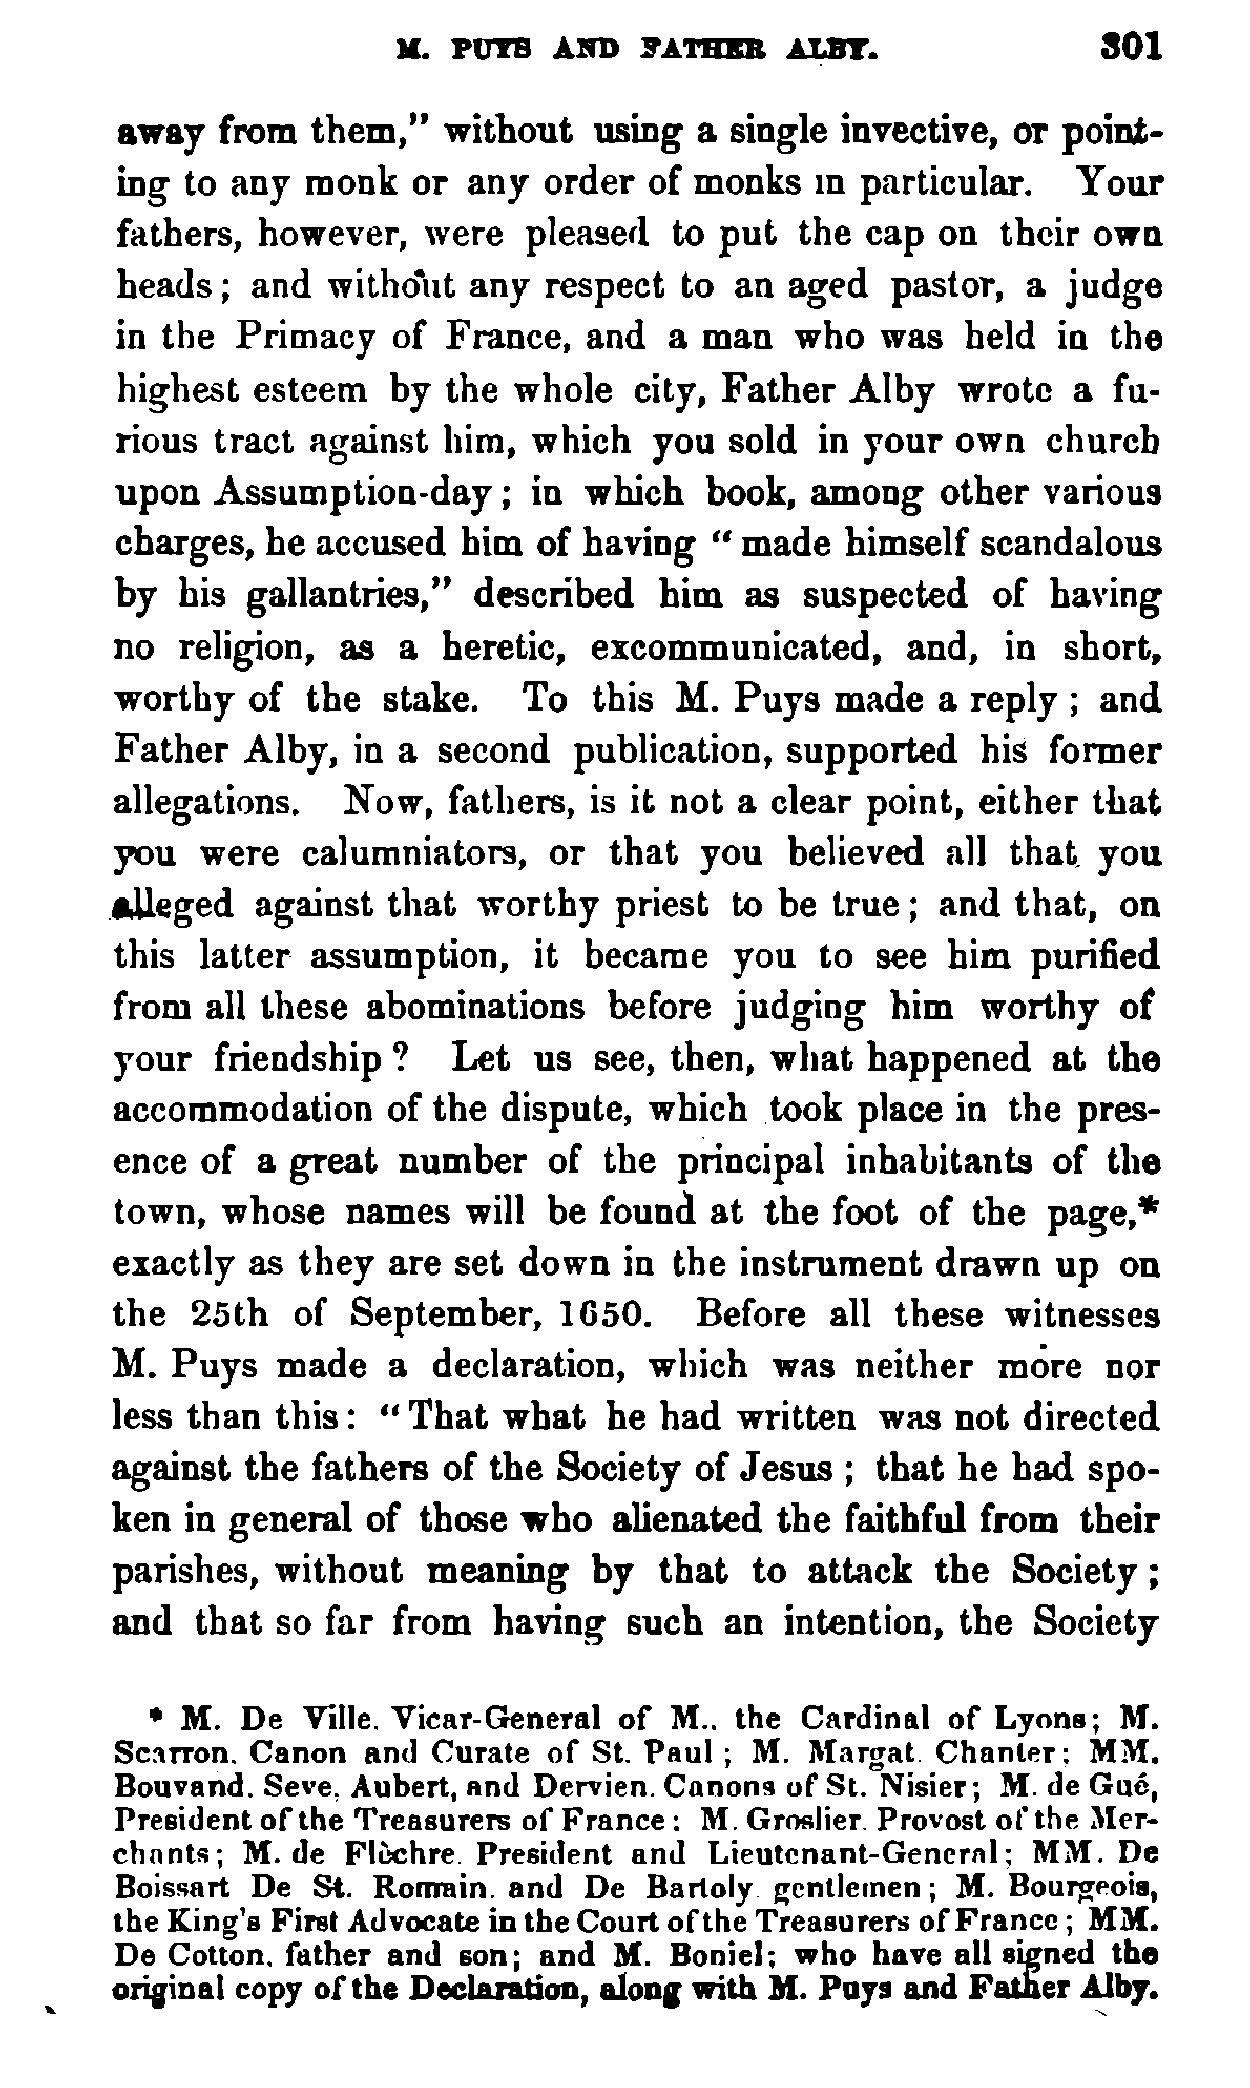 M. PUYS AND FATHER ALBY. 301
away from them,” without using a single invective, or point-
ing to any monk or any order of monks in particular. Your
fathers, however, were pleased to put the cap on their own
heads; and without any respect to an aged pastor, a judge
in the Primacy of France, and a man who was held in the
highest esteem by the whole city, Father Alby wrote a fu-
rious tract against him, which you sold in your own church
upon Assumption-day; in which book, among other various
charges, he accused him of having “made himself scandalous
by his gallantries,” described him as suspected of having
no religion, as a heretic, excommunicated, and, in short,
worthy of the stake. To this M. Puys made a reply; and
Father Alby, in a second publication, supported his former
allegations. Now, fathers, is it not a clear point, either that
you were calumniators, or that you believed all that you
alleged against that worthy priest to be true; and that, on
this latter assumption, it became you to see him purified
from all these abominations before judging him worthy of
your friendship? Let us see, then, what happened at the
accommodation of the dispute, which took place in the pres-
ence of a great number of the principal inhabitants of the
town, whose names will be found at the foot of the page,*
exactly as they are set down in the instrument drawn up on
the 25th of September, 1650. Before all these witnesses
M. Puys made a declaration, which was neither more nor
less than this: “That what he had written was not directed
against the fathers of the Society of Jesus; that he had spo-
ken in general of those who alienated the faithful from their
parishes, without meaning by that to attack the Society;
and that so far from having such an intention, the Society
* M. De Ville, Vicar-General of M., the Cardinal of Lyons; M.
Scarron, Canon and Curate of St. Paul; M. Margat, Chanter; MM.
Bouvand, Seve, Aubert, and Dervien, Canons of St. Nisier; M. de Gué,
President of the Treasurers of France; M. Groslier, Provost of the Mer-
chants; M. de Flèchre, President and Lieutenant-General; MM. De
Boissart De St. Romain, and De Bartoly, gentlemen; M. Bourgeois,
the King's First Advocate in the Court of the Treasurers of France; MM.
De Cotton, father and son; and M. Boniel; who have all signed the
original copy of the Declaration, along with M. Puys and Father Alby.